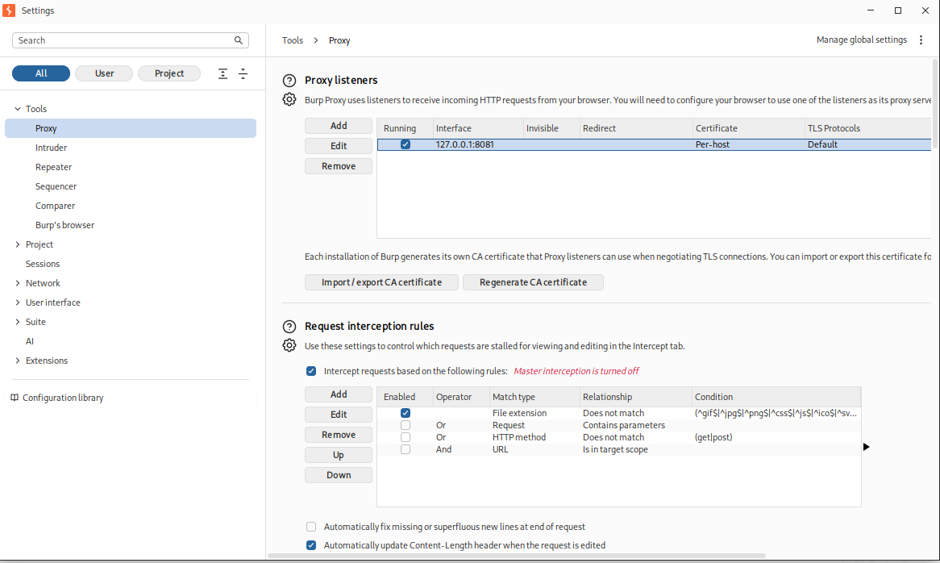 Settings
Search
All User Project
Tools
Proxy
Intruder
Repeater
Sequencer
Comparer
Burp's browser
Project
Sessions
Network
User interface
Suite
AI
Extensions
Configuration library
Tools > Proxy
Manage global settings
Proxy listeners
Burp Proxy uses listeners to receive incoming HTTP requests from your browser. You will need to configure your browser to use one of the listeners as its proxy serve
Add
Edit
Remove
Running Interface Invisible Redirect Certificate TLS Protocols
127.0.0.1:8081 Per-host Default
Each installation of Burp generates its own CA certificate that Proxy listeners can use when negotiating TLS connections. You can import or export this certificate fo
Import / export CA certificate Regenerate CA certificate
Request interception rules
Use these settings to control which requests are stalled for viewing and editing in the Intercept tab.
Intercept requests based on the following rules: Master interception is turned off
Add
Edit
Remove
Up
Down
Enabled Operator Match type Relationship Condition
File extension Does not match (^gif$|^jpg$|^png$|^css$|^js$|^ico$|^sv...
Or Request Contains parameters
Or HTTP method Does not match (get|post)
And URL Is in target scope
Automatically fix missing or superfluous new lines at end of request
Automatically update Content-Length header when the request is edited